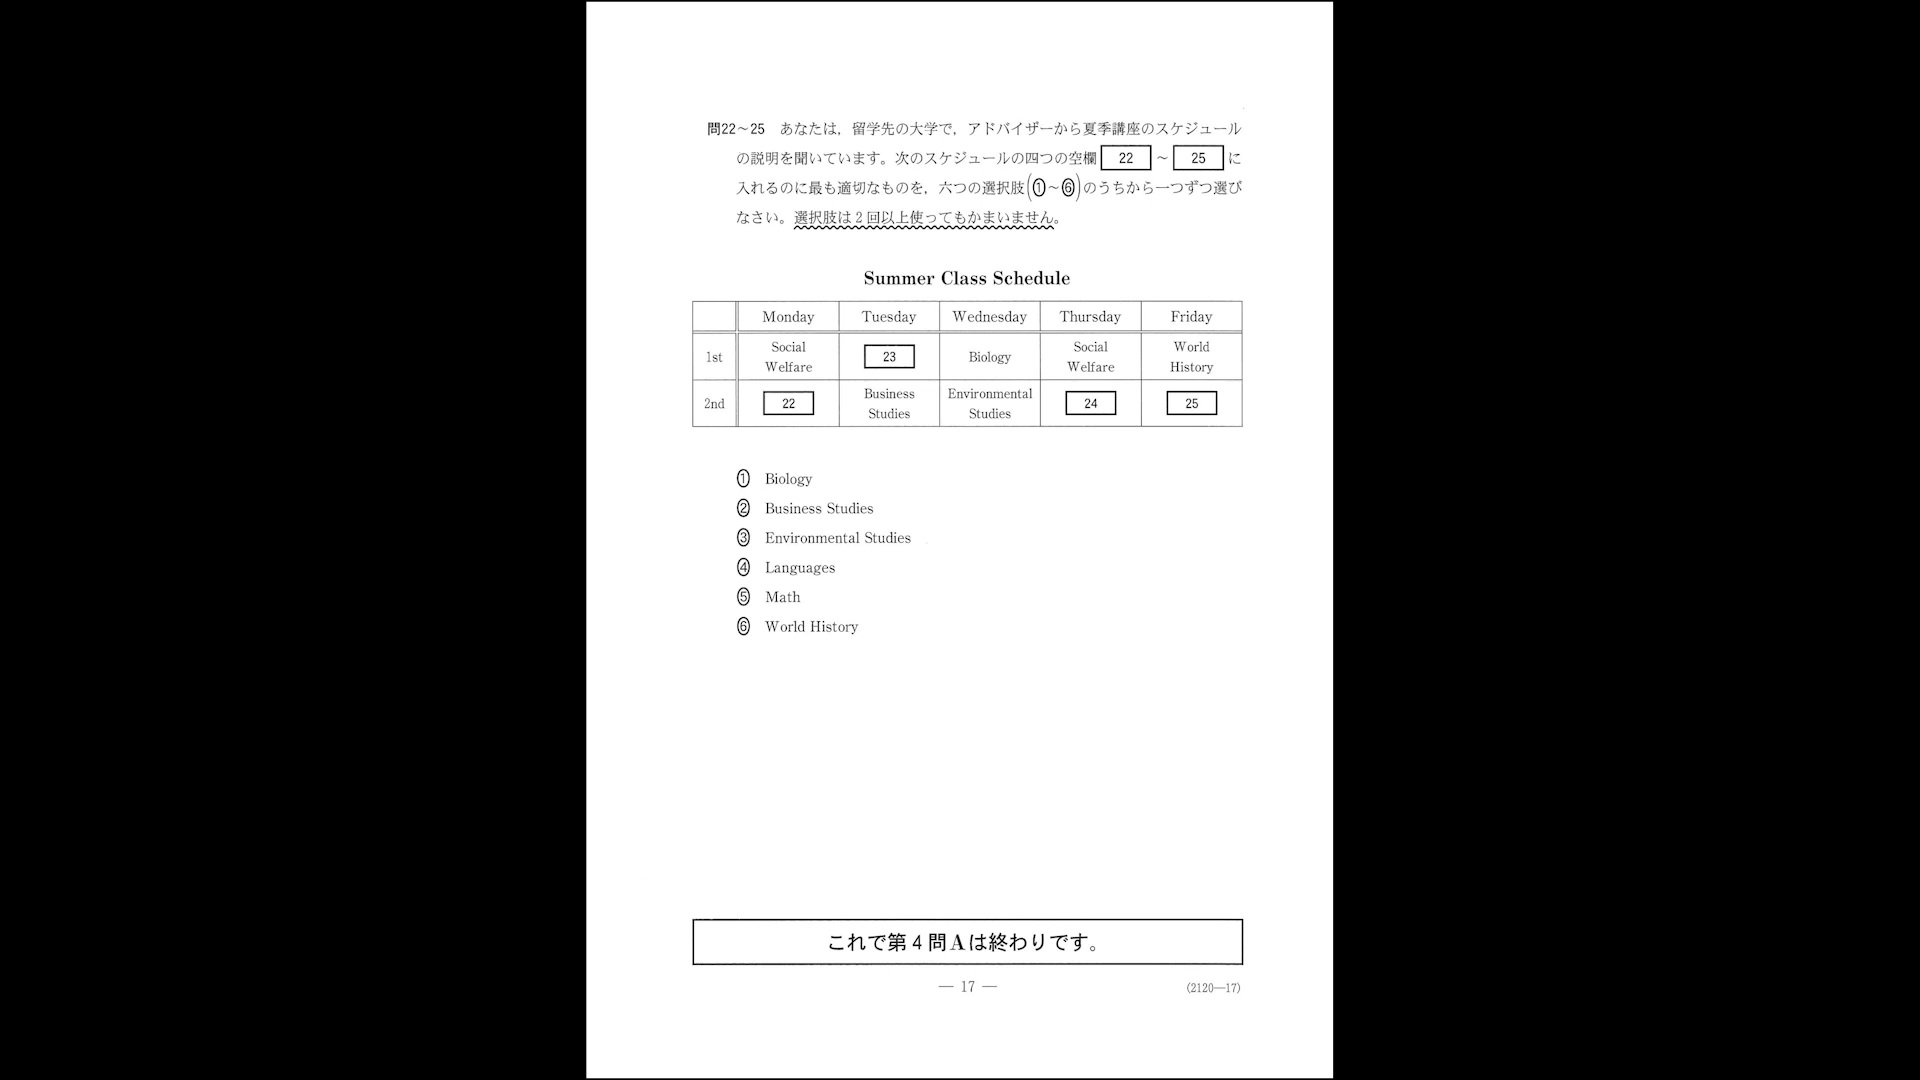 問22～25 あなたは，留学先の大学で，アドバイザーから夏季講座のスケジュール
の説明を聞いています。次のスケジュールの四つの空欄 22 ～ 25 に
入れるのに最も適切なものを，六つの選択肢(①～⑥)のうちから一つずつ選び
なさい。選択肢は2回以上使ってもかまいません。
Summer Class Schedule
Monday Tuesday Wednesday Thursday Friday
1st Social Welfare 23 Biology Social Welfare World History
2nd 22 Business Studies Environmental Studies 24 25
① Biology
② Business Studies
③ Environmental Studies
④ Languages
⑤ Math
⑥ World History
これで第4問Aは終わりです。
— 17 —
(2120—17)